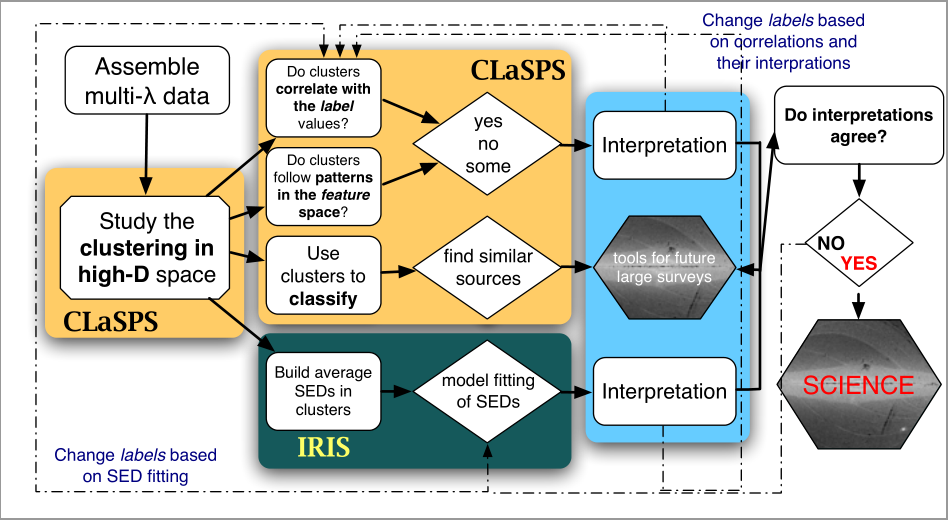 Change labels based
on correlations and
their interprations
Assemble
multi-λ data
CLaSPS
Do clusters
correlate with
the label
values?
yes
no
some
Interpretation
Do interpretations
agree?
Do clusters
follow patterns
in the feature
space?
Study the
clustering in
high-D space
CLaSPS
Use
clusters to
classify
find similar
sources
tools for future
large surveys
NO
YES
Build average
SEDs in
clusters
model fitting
of SEDs
Interpretation
SCIENCE
IRIS
Change labels based
on SED fitting